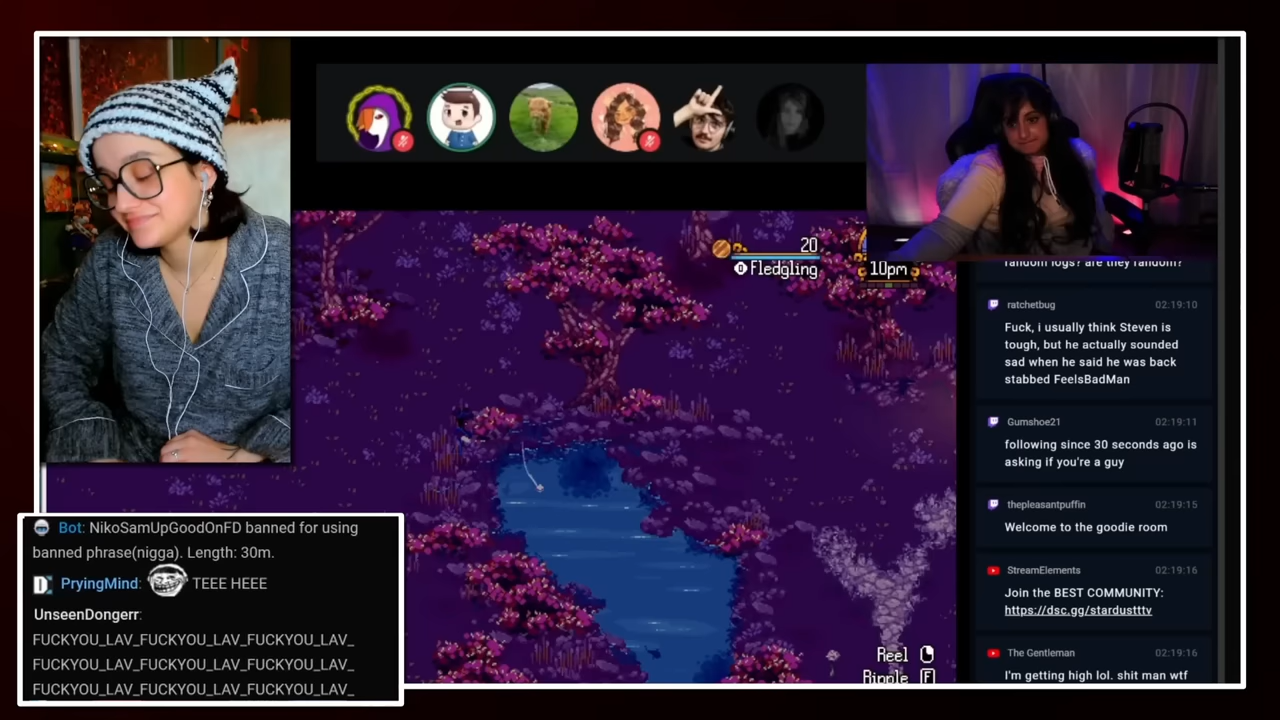 20
Fledgling
10pm
random logs? are they random?
ratchetbug 02:19:10
Fuck, i usually think Steven is
tough, but he actually sounded
sad when he said he was back
stabbed FeelsBadMan
Gumshoe21 02:19:11
following since 30 seconds ago is
asking if you're a guy
thepleasantpuffin 02:19:15
Welcome to the goodie room
StreamElements 02:19:16
Join the BEST COMMUNITY:
https://dsc.gg/stardustttv
The Gentleman 02:19:16
I'm getting high lol. shit man wtf
Reel
Ripple [F]
Bot: NikoSamUpGoodOnFD banned for using
banned phrase(nigga). Length: 30m.
PryingMind: TEEE HEEE
UnseenDongerr:
FUCKYOU_LAV_FUCKYOU_LAV_FUCKYOU_LAV_
FUCKYOU_LAV_FUCKYOU_LAV_FUCKYOU_LAV_
FUCKYOU_LAV_FUCKYOU_LAV_FUCKYOU_LAV_